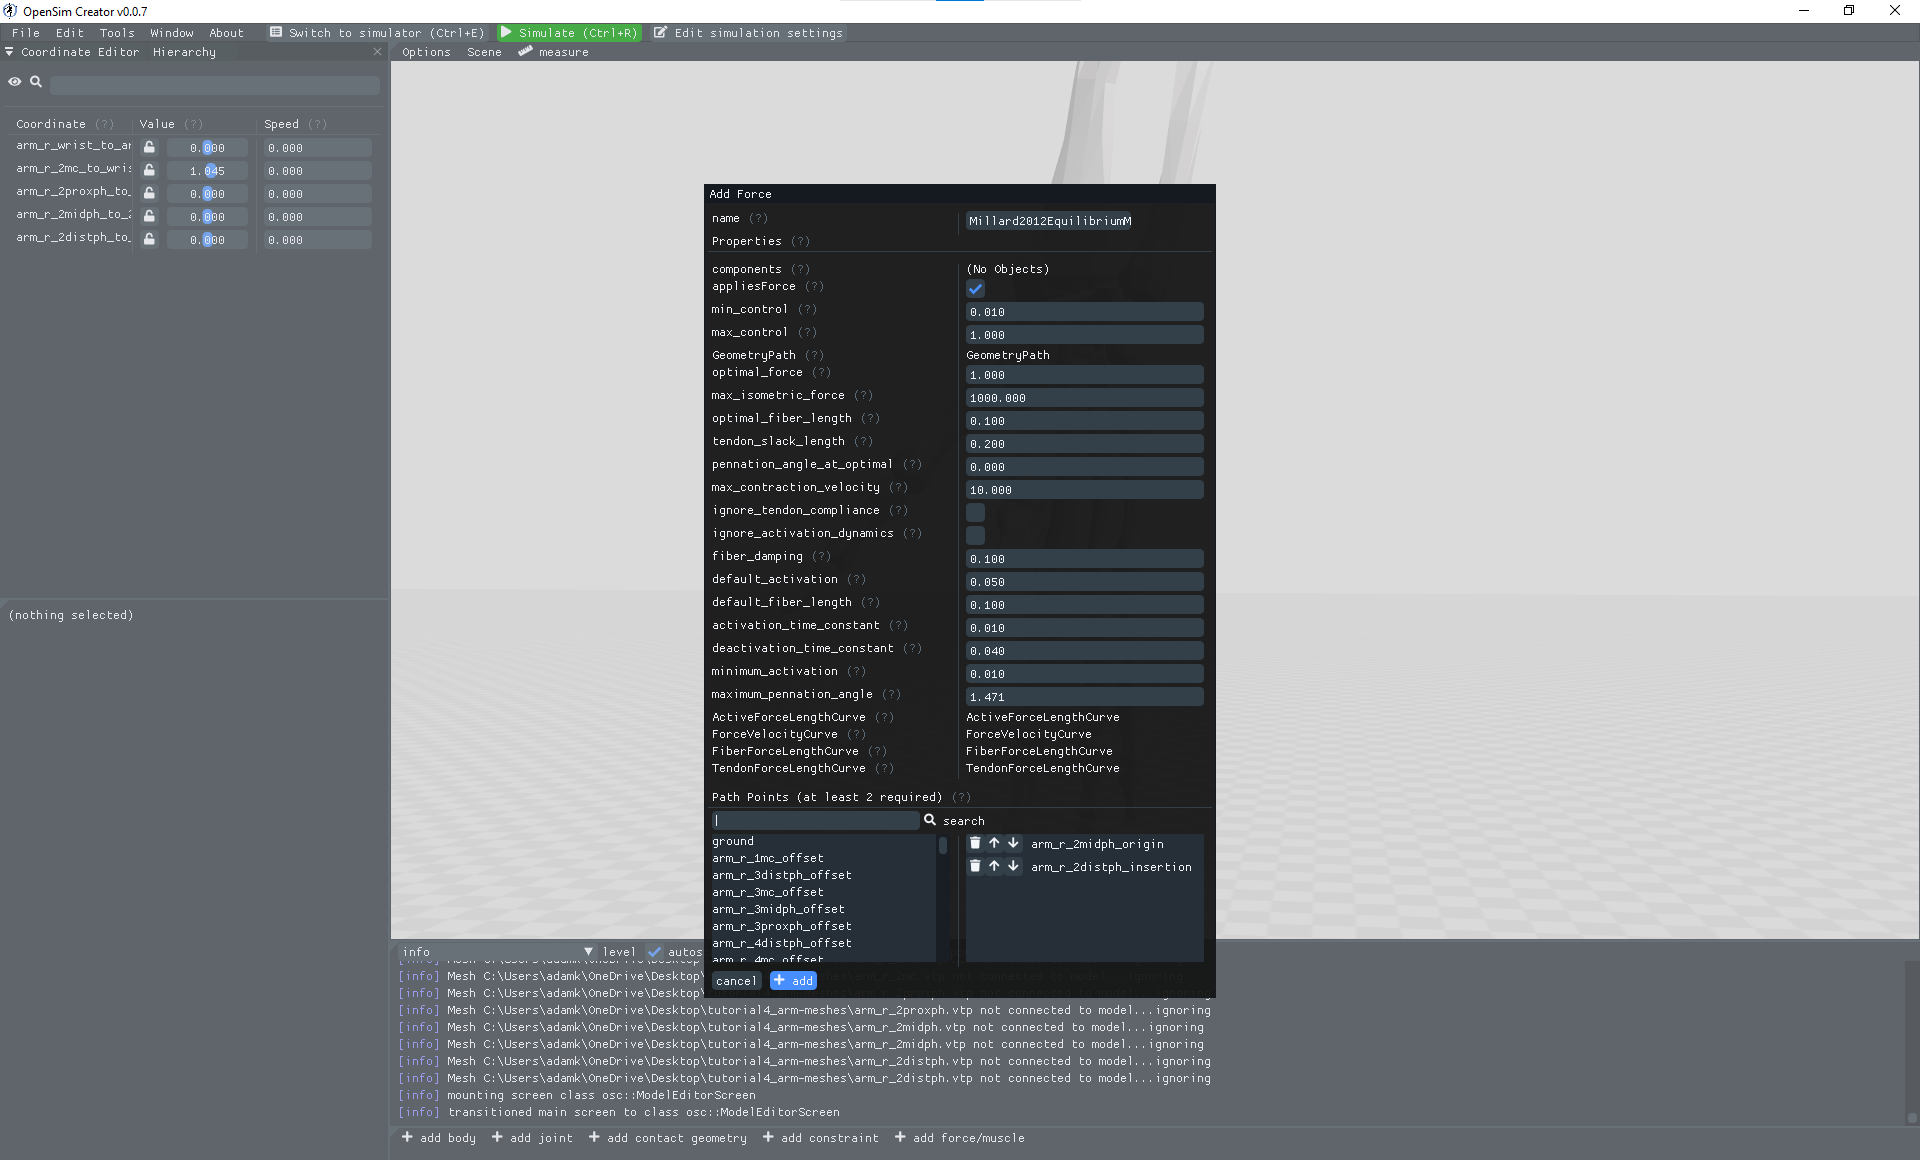 OpenSim Creator v0.0.7
File Edit Tools Window About Switch to simulator (Ctrl+E) Simulate (Ctrl+R) Edit simulation settings
Coordinate Editor Hierarchy
Options Scene measure
Coordinate (?) Value (?) Speed (?)
arm_r_wrist_to_ar 0.000 0.000
arm_r_2mc_to_wris 1.045 0.000
arm_r_2proxph_to_ 0.000 0.000
arm_r_2midph_to_2 0.000 0.000
arm_r_2distph_to_ 0.000 0.000
(nothing selected)
Add Force
name (?) Millard2012EquilibriumM
Properties (?)
components (?) (No Objects)
appliesForce (?)
min_control (?) 0.010
max_control (?) 1.000
GeometryPath (?) GeometryPath
optimal_force (?) 1.000
max_isometric_force (?) 1000.000
optimal_fiber_length (?) 0.100
tendon_slack_length (?) 0.200
pennation_angle_at_optimal (?) 0.000
max_contraction_velocity (?) 10.000
ignore_tendon_compliance (?)
ignore_activation_dynamics (?)
fiber_damping (?) 0.100
default_activation (?) 0.050
default_fiber_length (?) 0.100
activation_time_constant (?) 0.010
deactivation_time_constant (?) 0.040
minimum_activation (?) 0.010
maximum_pennation_angle (?) 1.471
ActiveForceLengthCurve (?) ActiveForceLengthCurve
ForceVelocityCurve (?) ForceVelocityCurve
FiberForceLengthCurve (?) FiberForceLengthCurve
TendonForceLengthCurve (?) TendonForceLengthCurve
Path Points (at least 2 required) (?)
search
ground
arm_r_1mc_offset
arm_r_3distph_offset
arm_r_3mc_offset
arm_r_3midph_offset
arm_r_3proxph_offset
arm_r_4distph_offset
arm_r_4mc_offset
arm_r_2midph_origin
arm_r_2distph_insertion
cancel + add
info level autos
[info] Mesh C:\Users\adamk\OneDrive\Desktop\
[info] Mesh C:\Users\adamk\OneDrive\Desktop\
[info] Mesh C:\Users\adamk\OneDrive\Desktop\tutorial4_arm-meshes\arm_r_2proxph.vtp not connected to model...ignoring
[info] Mesh C:\Users\adamk\OneDrive\Desktop\tutorial4_arm-meshes\arm_r_2midph.vtp not connected to model...ignoring
[info] Mesh C:\Users\adamk\OneDrive\Desktop\tutorial4_arm-meshes\arm_r_2midph.vtp not connected to model...ignoring
[info] Mesh C:\Users\adamk\OneDrive\Desktop\tutorial4_arm-meshes\arm_r_2distph.vtp not connected to model...ignoring
[info] Mesh C:\Users\adamk\OneDrive\Desktop\tutorial4_arm-meshes\arm_r_2distph.vtp not connected to model...ignoring
[info] mounting screen class osc::ModelEditorScreen
[info] transitioned main screen to class osc::ModelEditorScreen
+ add body + add joint + add contact geometry + add constraint + add force/muscle